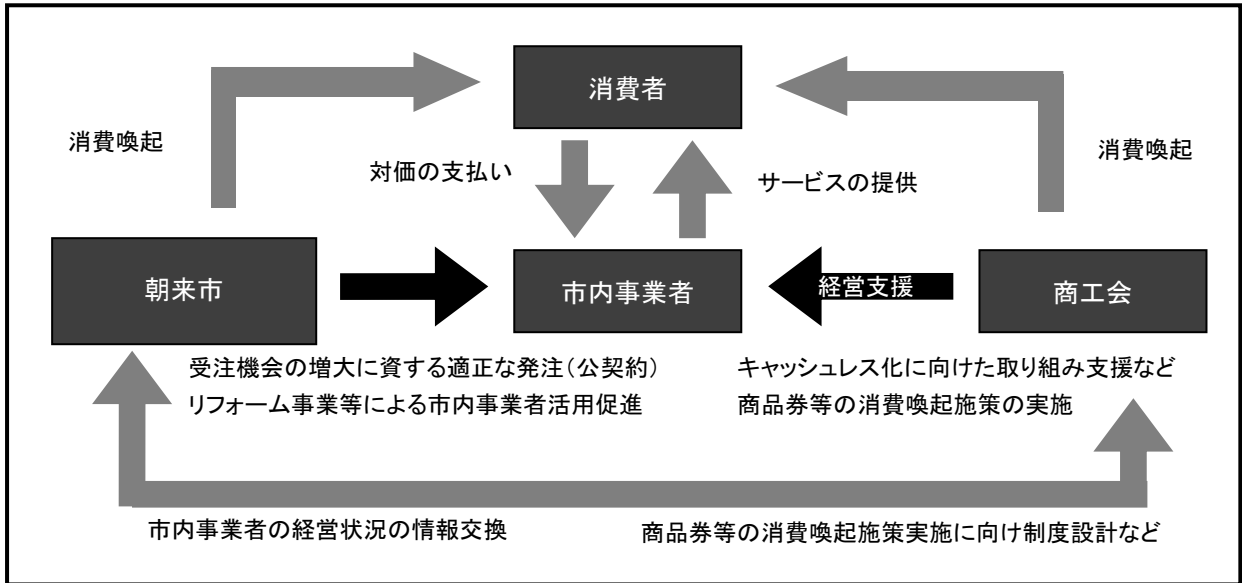 消費者
消費喚起
消費喚起
対価の支払い
サービスの提供
朝来市
市内事業者
経営支援
商工会
受注機会の増大に資する適正な発注（公契約）
リフォーム事業等による市内事業者活用促進
キャッシュレス化に向けた取り組み支援など
商品券等の消費喚起施策の実施
市内事業者の経営状況の情報交換
商品券等の消費喚起施策実施に向け制度設計など